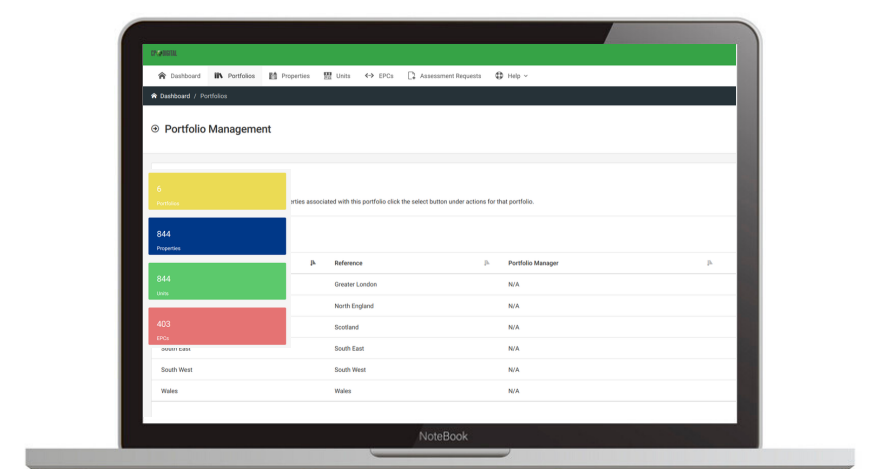 Dashboard Portfolios Properties Units EPCs Assessment Requests Help
Dashboard / Portfolios
Portfolio Management
6
Portfolios
erties associated with this portfolio click the select button under actions for that portfolio.
844
Properties
Reference Portfolio Manager
844
Units
Greater London N/A
North England N/A
403
EPCs
Scotland N/A
South East South East N/A
South West South West N/A
Wales Wales N/A
NoteBook